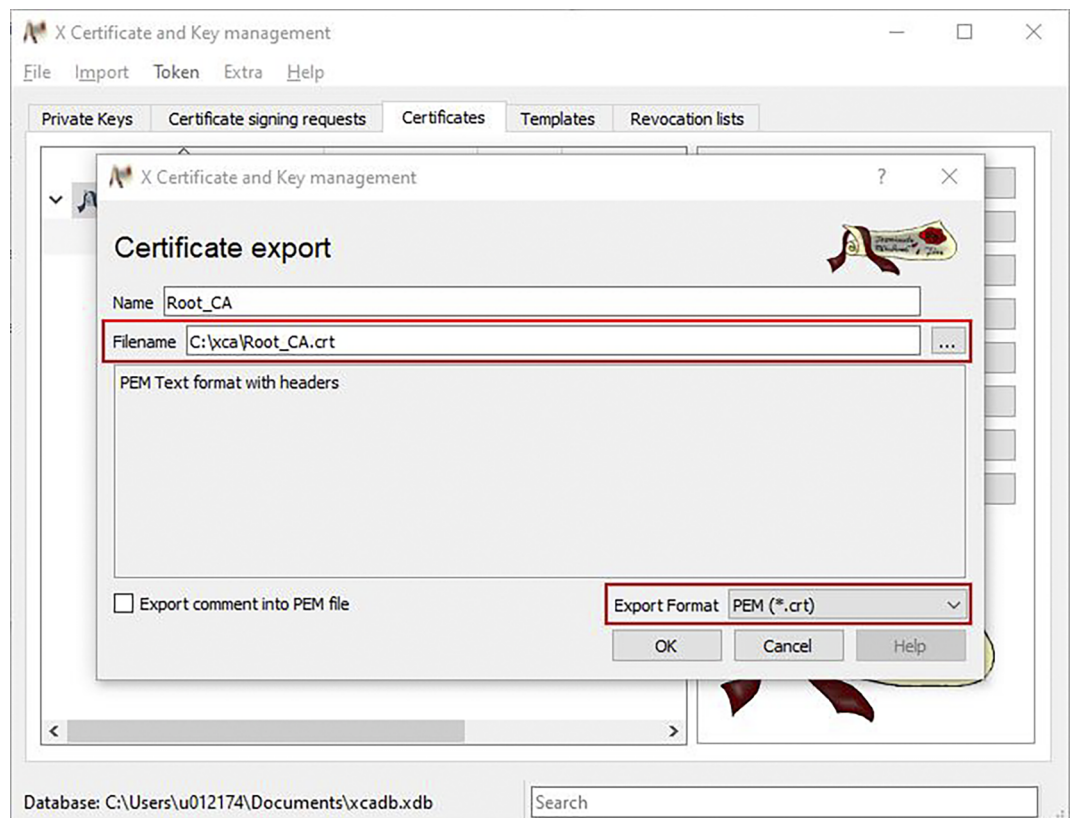 X Certificate and Key management
File Import Token Extra Help
Private Keys Certificate signing requests Certificates Templates Revocation lists
X Certificate and Key management ?
Certificate export
Name Root_CA
Filename C:\xca\Root_CA.crt ...
PEM Text format with headers
Export comment into PEM file Export Format PEM (*.crt)
OK Cancel Help
Database: C:\Users\u012174\Documents\xcadb.xdb Search